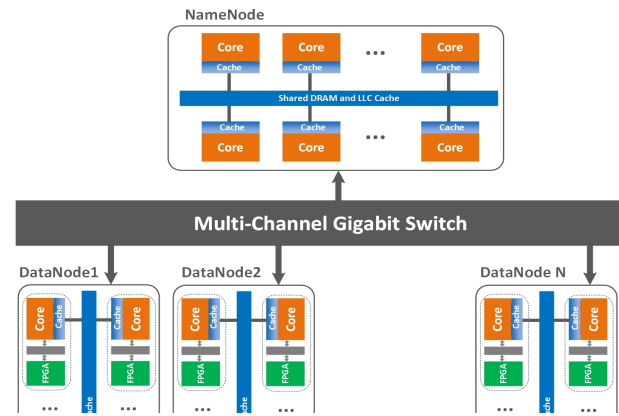 NameNode
Core Core ... Core
Cache Cache Cache
Shared DRAM and LLC Cache
Cache Cache Cache
Core Core ... Core
Multi-Channel Gigabit Switch
DataNode1 DataNode2 DataNode N
Core Cache Cache Core Core Cache Cache Core Core Cache Cache Core
FPGA FPGA FPGA FPGA FPGA FPGA
... ... ... ... ... ...